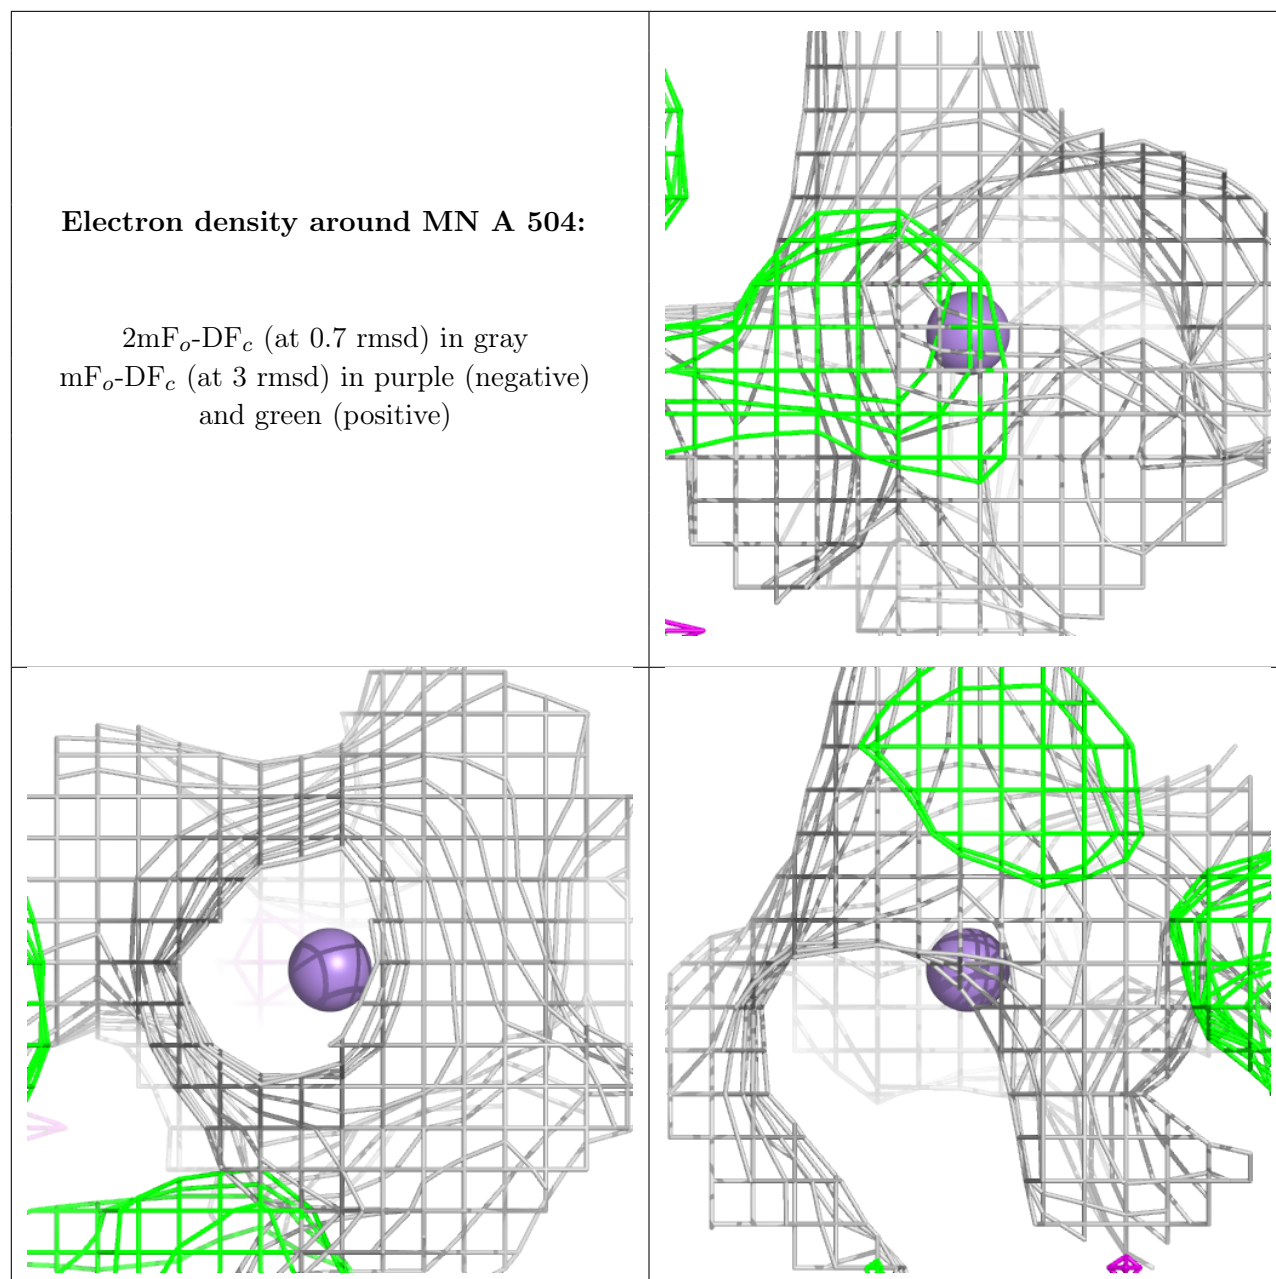 Electron density around MN A 504:
2mFo-DFc (at 0.7 rmsd) in gray
mFo-DFc (at 3 rmsd) in purple (negative)
and green (positive)